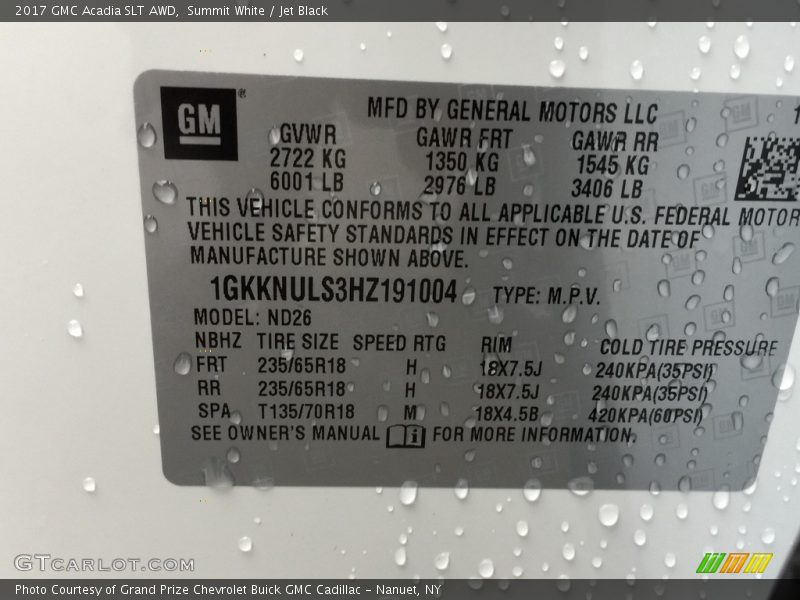 2017 GMC Acadia SLT AWD, Summit White / Jet Black
GM ®
MFD BY GENERAL MOTORS LLC 1
GVWR GAWR FRT GAWR RR
2722 KG 1350 KG 1545 KG
6001 LB 2976 LB 3406 LB
THIS VEHICLE CONFORMS TO ALL APPLICABLE U.S. FEDERAL MOTOR
VEHICLE SAFETY STANDARDS IN EFFECT ON THE DATE OF
MANUFACTURE SHOWN ABOVE.
1GKKNULS3HZ191004 TYPE: M.P.V.
MODEL: ND26
NBHZ TIRE SIZE SPEED RTG RIM COLD TIRE PRESSURE
FRT 235/65R18 H 18X7.5J 240KPA(35PSI)
RR 235/65R18 H 18X7.5J 240KPA(35PSI)
SPA T135/70R18 M 18X4.5B 420KPA(60PSI)
SEE OWNER'S MANUAL i FOR MORE INFORMATION.
GTCARLOT.COM
Photo Courtesy of Grand Prize Chevrolet Buick GMC Cadillac - Nanuet, NY